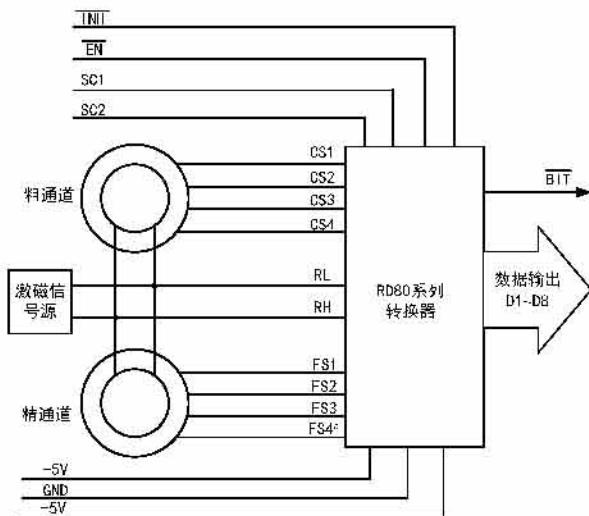 INH
EN
SC1
SC2
CS1
CS2
CS3
CS4
料通道
BIT
激磁信
号源
RL
RH
RD80系列
转换器
数据输出
D1~D8
精通道
FS1
FS2
FS3
FS4
-5V
GND
-5V